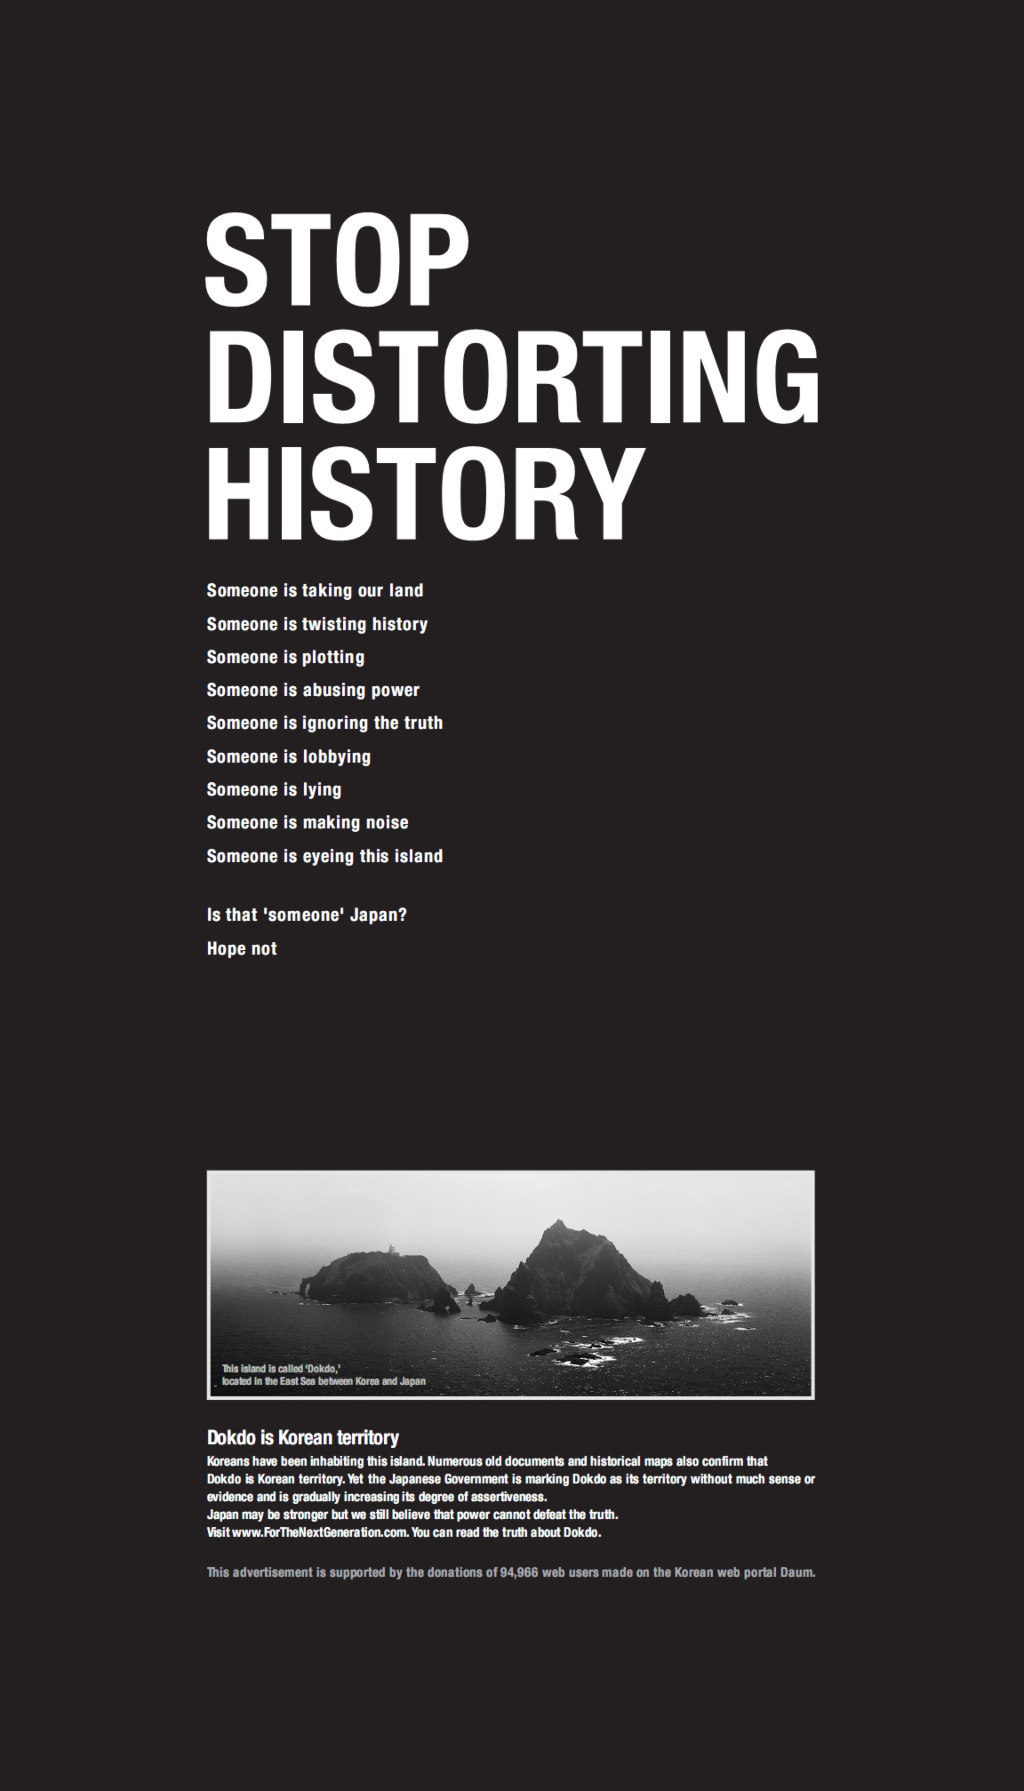 STOP
DISTORTING
HISTORY
Someone is taking our land
Someone is twisting history
Someone is plotting
Someone is abusing power
Someone is ignoring the truth
Someone is lobbying
Someone is lying
Someone is making noise
Someone is eyeing this island
Is that 'someone' Japan?
Hope not
This island is called 'Dokdo,'
located in the East Sea between Korea and Japan
Dokdo is Korean territory
Koreans have been inhabiting this island. Numerous old documents and historical maps also confirm that
Dokdo is Korean territory. Yet the Japanese Government is marking Dokdo as its territory without much sense or
evidence and is gradually increasing its degree of assertiveness.
Japan may be stronger but we still believe that power cannot defeat the truth.
Visit www.ForTheNextGeneration.com. You can read the truth about Dokdo.
This advertisement is supported by the donations of 94,966 web users made on the Korean web portal Daum.